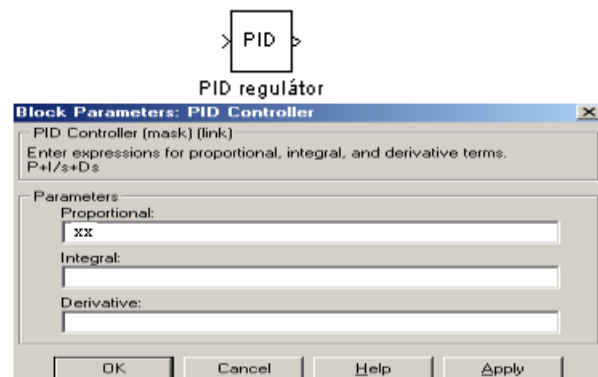 PID
PID regulátor
Block Parameters: PID Controller
PID Controller (mask) (link)
Enter expressions for proportional, integral, and derivative terms.
P+I/s+Ds
Parameters
Proportional:
xx
Integral:
Derivative:
OK Cancel Help Apply